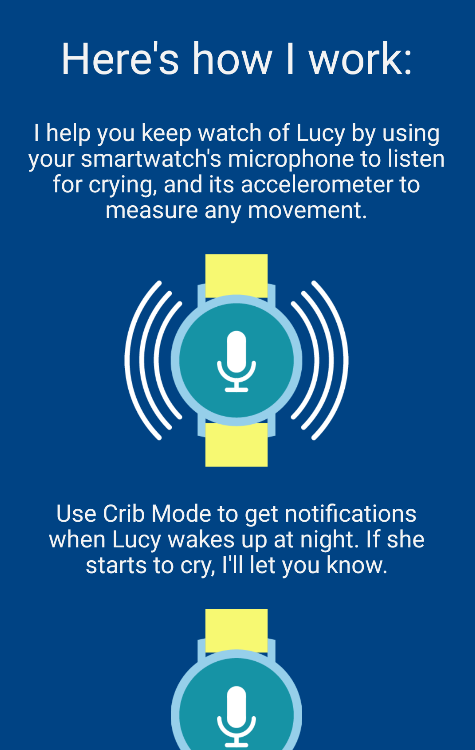 Here's how I work:
I help you keep watch of Lucy by using
your smartwatch's microphone to listen
for crying, and its accelerometer to
measure any movement.
Use Crib Mode to get notifications
when Lucy wakes up at night. If she
starts to cry, I'll let you know.